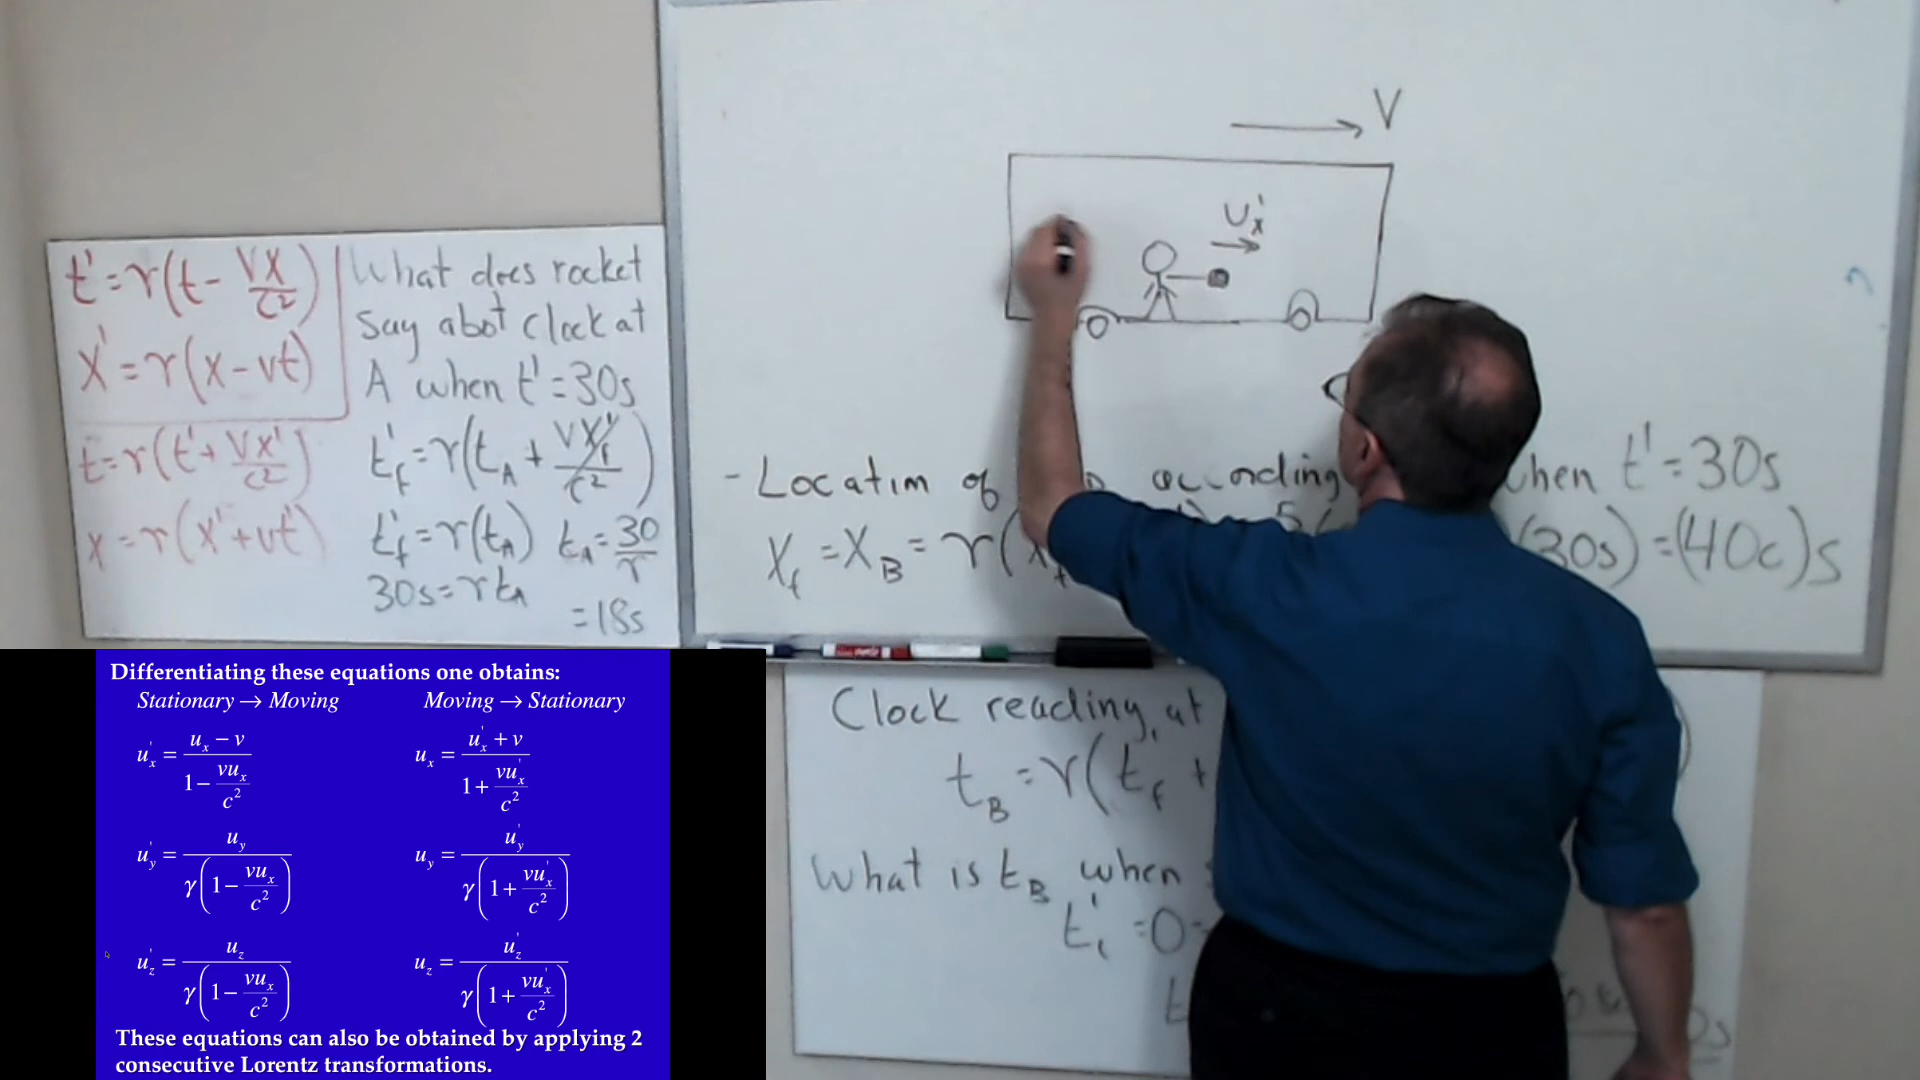 V
U'x
t' = γ(t - Vx/c²)
x' = γ(x - vt)
t = γ(t' + Vx'/c²)
x = γ(x' + vt')
What does rocket
Say abot Clock at
A when t' = 30s
t'f = γ(tA + Vx'f/c²)
t'f = γ(tA) tA = 30/γ
30s = γtA
= 18s
- Locatim of according when t' = 30s
Xf = XB = γ(x (30s) = (40c)s
Clock reading at
tB = γ(t'f +
What is tB when
t'1 = 0
Differentiating these equations one obtains:
Stationary → Moving Moving → Stationary
u'x = (ux - v)/(1 - vux/c²) ux = (u'x + v)/(1 + vu'x/c²)
u'y = uy/(γ(1 - vux/c²)) uy = u'y/(γ(1 + vu'x/c²))
u'z = uz/(γ(1 - vux/c²)) uz = u'z/(γ(1 + vu'x/c²))
These equations can also be obtained by applying 2
consecutive Lorentz transformations.